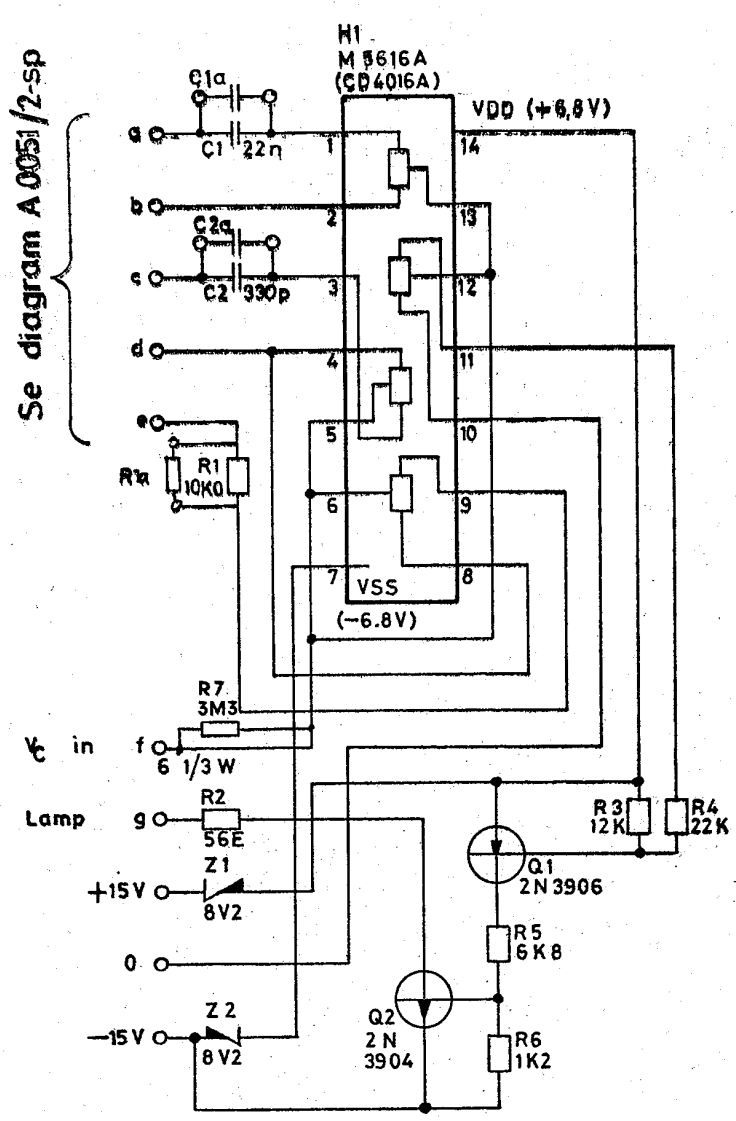 Se diagram A 0051/2-sp
H1
M 5616A
(CD4016A)
VDD (+6,8V)
C1a
a
C1 22n
1
14
b
2
13
C2a
c
C2 330p
3
12
d
4
11
e
5
10
R1a
R1
10KΩ
6
9
7
8
VSS
(-6.8V)
R7
3M3
Vc in f
6 1/3 W
R2
Lamp g
56E
R3
12K
R4
22K
Z1
+15V
8V2
Q1
2N3906
R5
6K8
0
Z2
-15V
8V2
Q2
2N
3904
R6
1K2